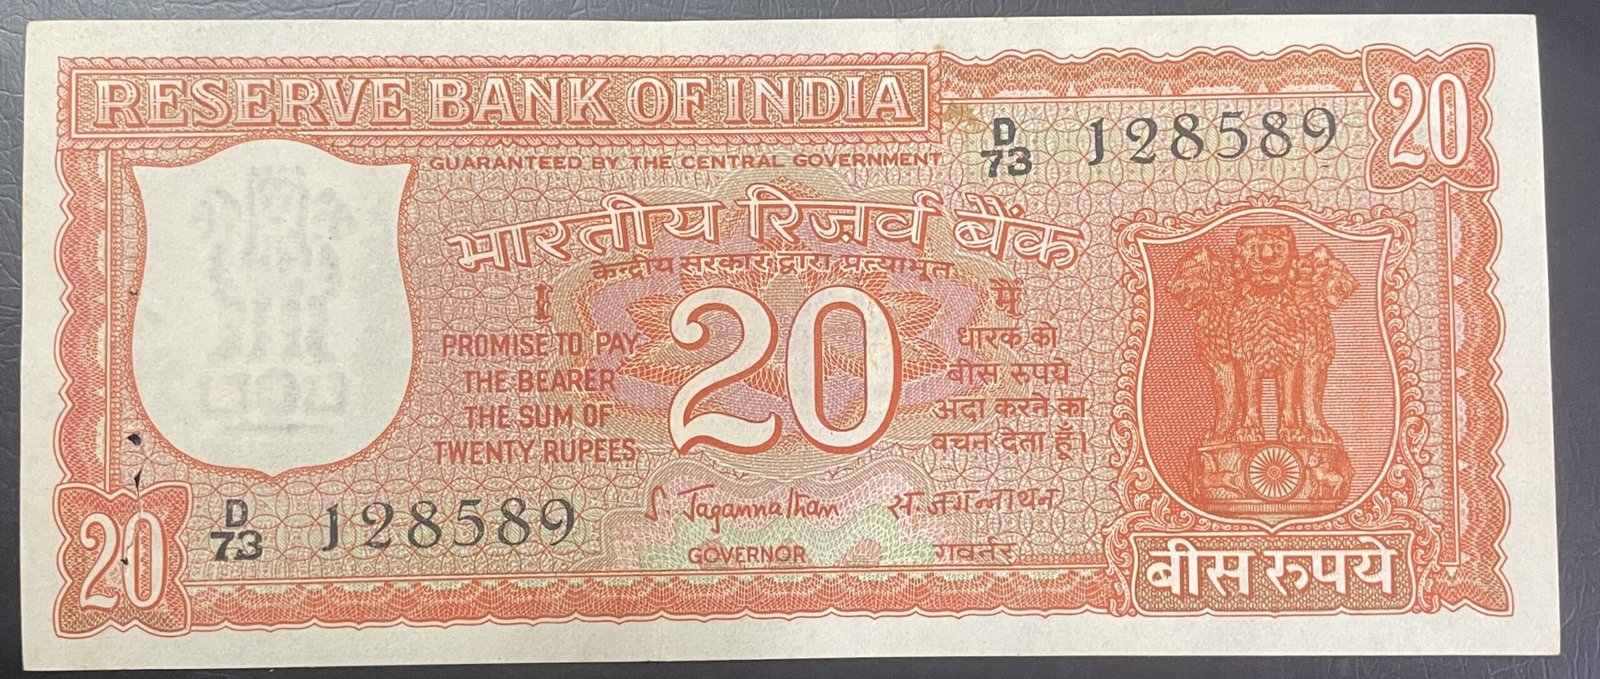 RESERVE BANK OF INDIA
20
D/73 J 128589
GUARANTEED BY THE CENTRAL GOVERNMENT
भारतीय रिज़र्व बैंक
केन्द्रीय सरकार द्वारा प्रत्याभूत
I
PROMISE TO PAY
THE BEARER
THE SUM OF
TWENTY RUPEES
20
मैं
धारक को
बीस रुपये
अदा करने का
वचन देता हूँ।
D/73 J 128589
S. Jagannathan
GOVERNOR
स. जगन्नाथन
गवर्नर
20
बीस रुपये